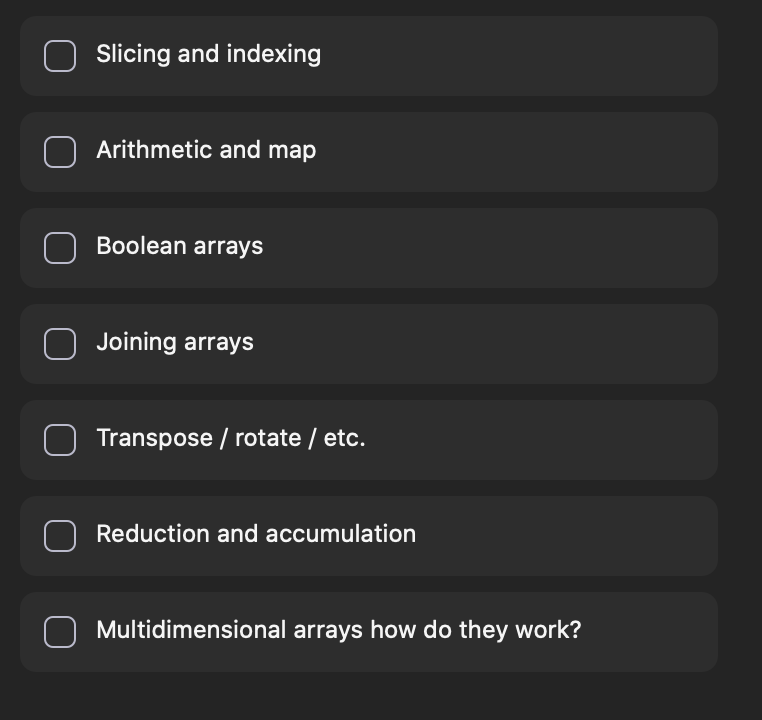 Slicing and indexing
Arithmetic and map
Boolean arrays
Joining arrays
Transpose / rotate / etc.
Reduction and accumulation
Multidimensional arrays how do they work?